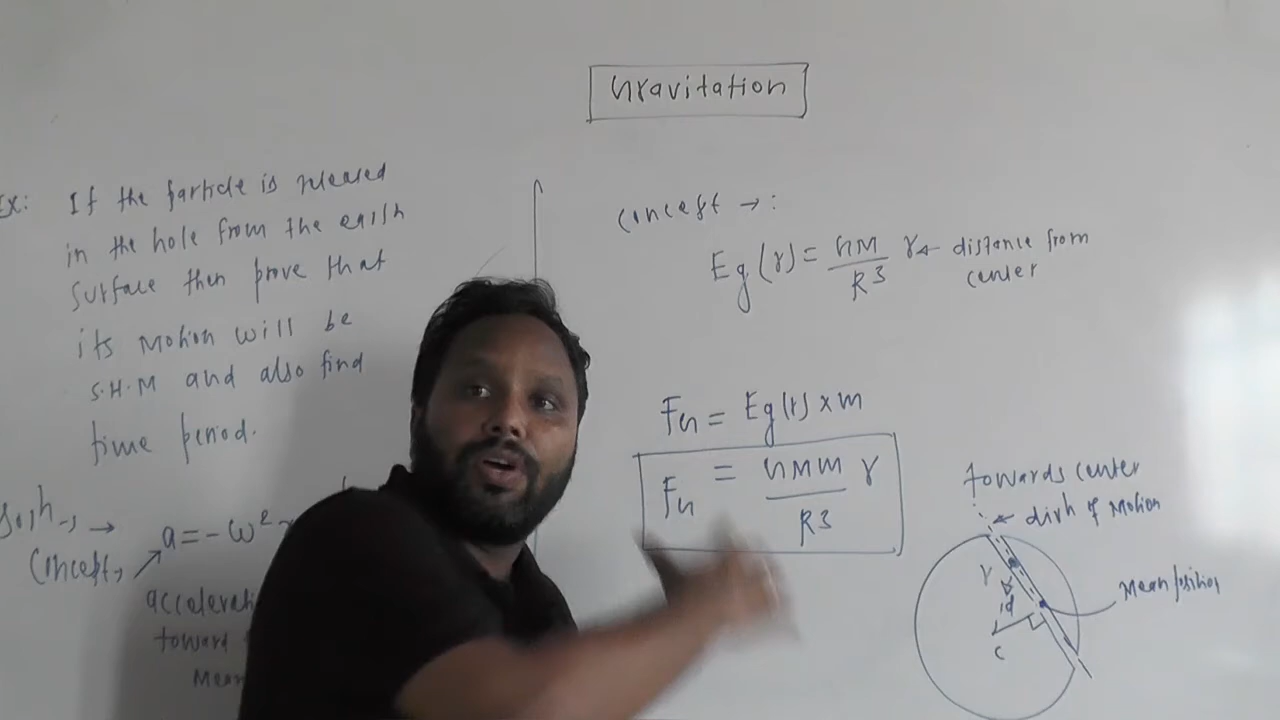 Gravitation
Ex: If the particle is released
in the hole from the earth
surface then prove that
its motion will be
S.H.M and also find
time period.
Soln →
Concept
a = -ω²
accelerati
toward
Mean
Concept →:
Eg(r) = GM/R³ r ← distance from
center
FG = Eg(r) × m
FG = GMm/R³ r
towards center
← dirn of Motion
Mean position
r
d
C